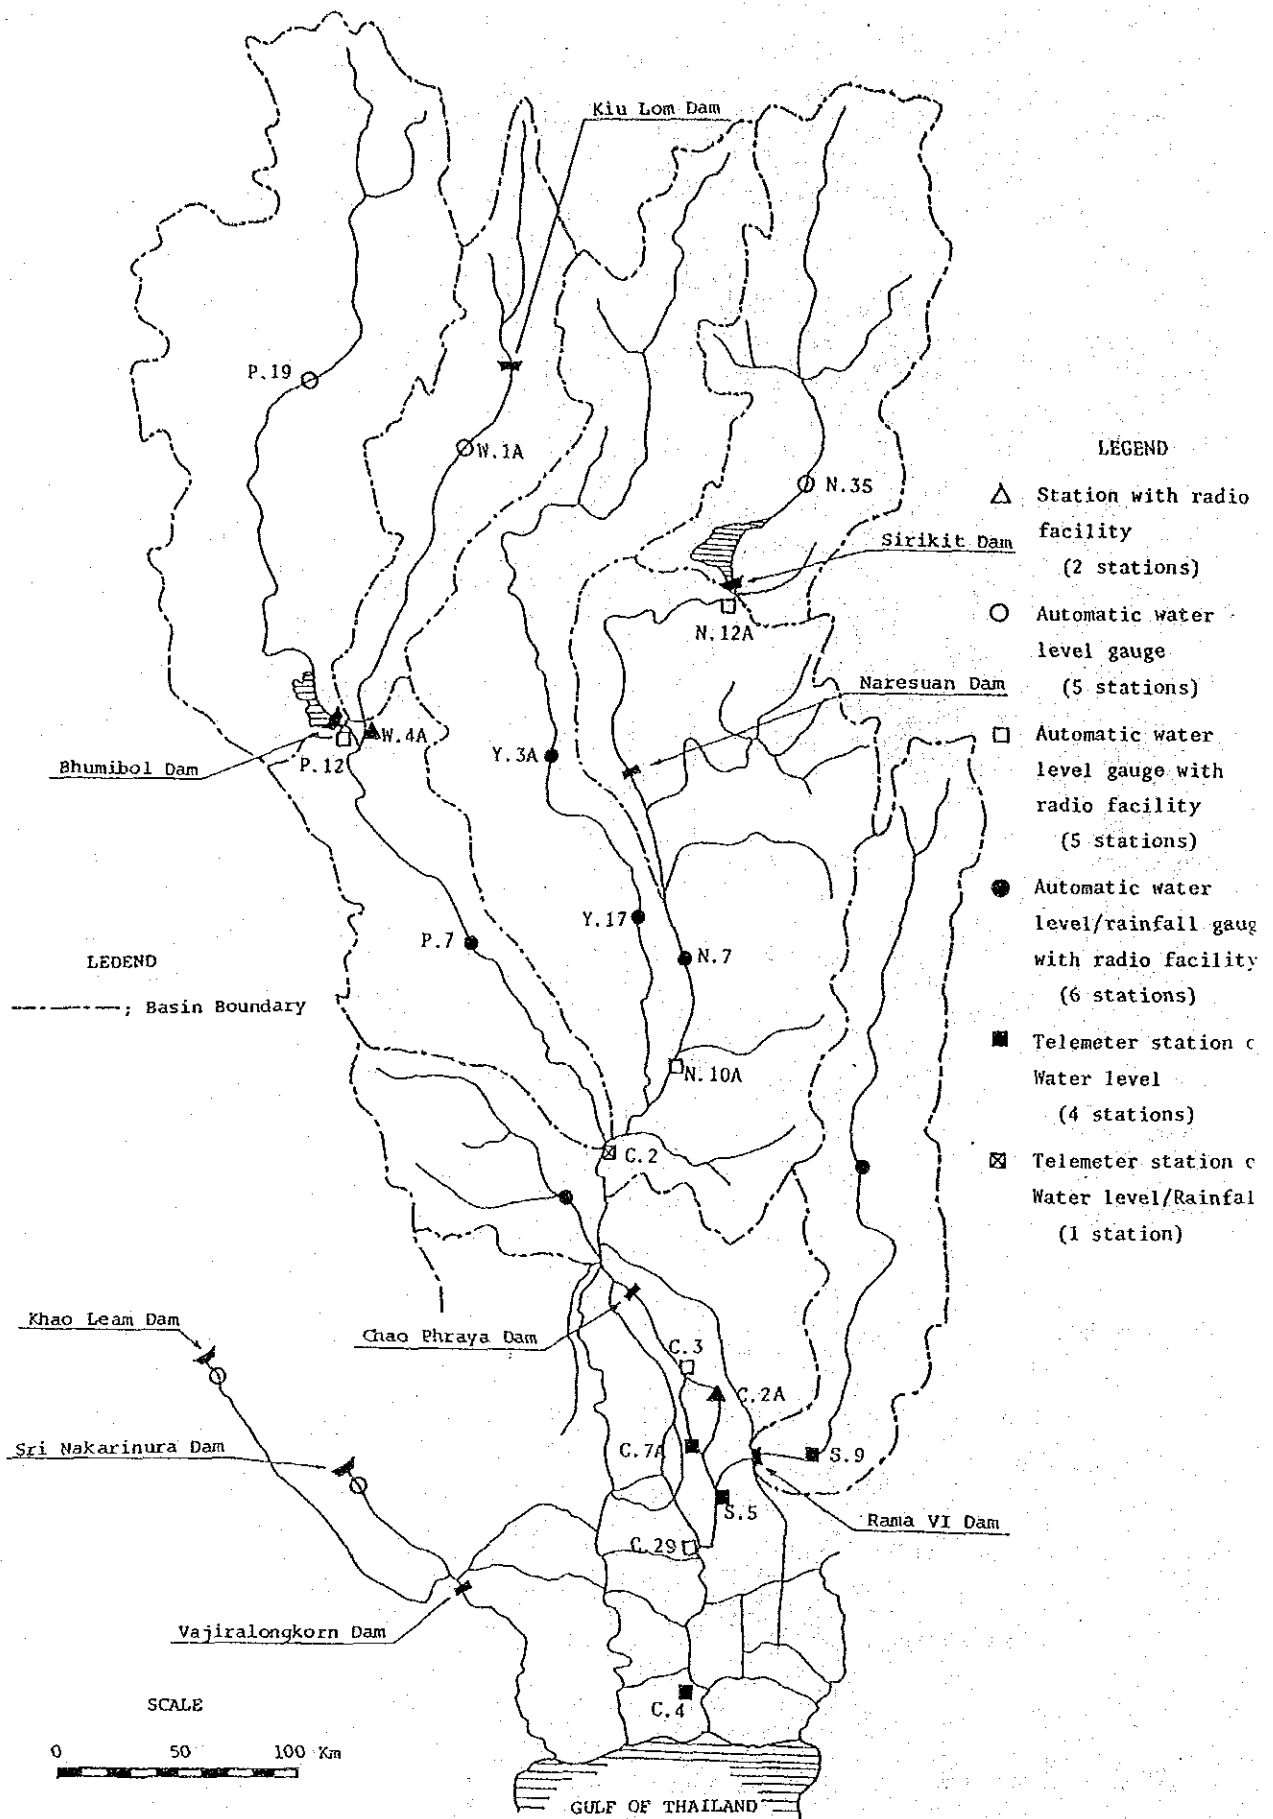 Kiu Lom Dam
P.19
W.1A
N.35
Sirikit Dam
N.12A
Naresuan Dam
W.4A
P.12
Bhumibol Dam
Y.3A
Y.17
P.7
N.7
N.10A
C.2
LEDEND
; Basin Boundary
LEGEND
Station with radio
facility
(2 stations)
Automatic water
level gauge
(5 stations)
Automatic water
level gauge with
radio facility
(5 stations)
Automatic water
level/rainfall gaug
with radio facility
(6 stations)
Telemeter station c
Water level
(4 stations)
Telemeter station c
Water level/Rainfal
(1 station)
Khao Leam Dam
Chao Phraya Dam
C.3
C.2A
Sri Nakarinura Dam
C.7A
S.9
S.5
Rama VI Dam
C.29
Vajiralongkorn Dam
C.4
SCALE
0 50 100 Km
GULF OF THAILAND